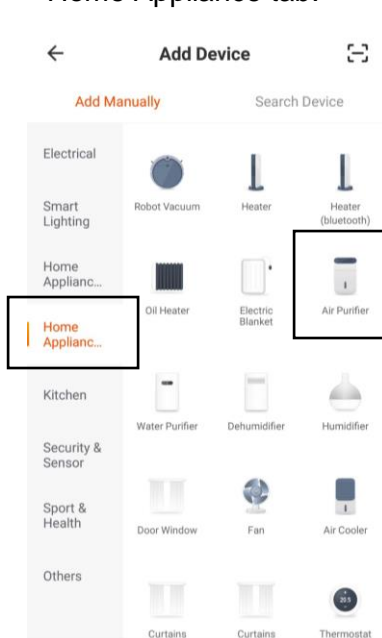 Home Appliance tab.
Add Device
Add Manually
Search Device
Electrical
Smart
Lighting
Home
Applianc...
Home
Applianc...
Kitchen
Security &
Sensor
Sport &
Health
Others
Robot Vacuum
Heater
Heater
(bluetooth)
Oil Heater
Electric
Blanket
Air Purifier
Water Purifier
Dehumidifier
Humidifier
Door Window
Fan
Air Cooler
Curtains
Curtains
Thermostat